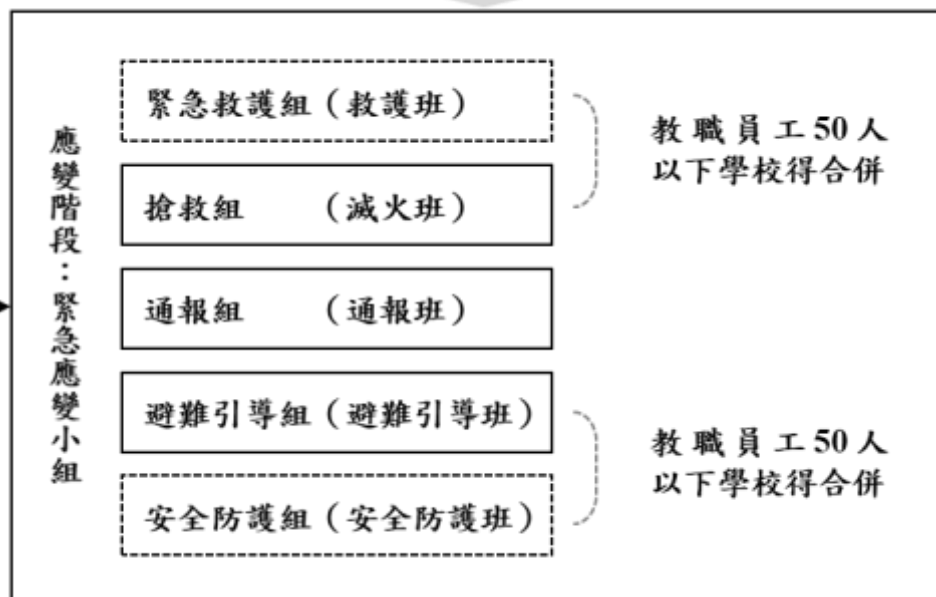 應變階段：緊急應變小組
緊急救護組（救護班）
搶救組　　（滅火班）
教職員工50人
以下學校得合併
通報組　　（通報班）
避難引導組（避難引導班）
安全防護組（安全防護班）
教職員工50人
以下學校得合併